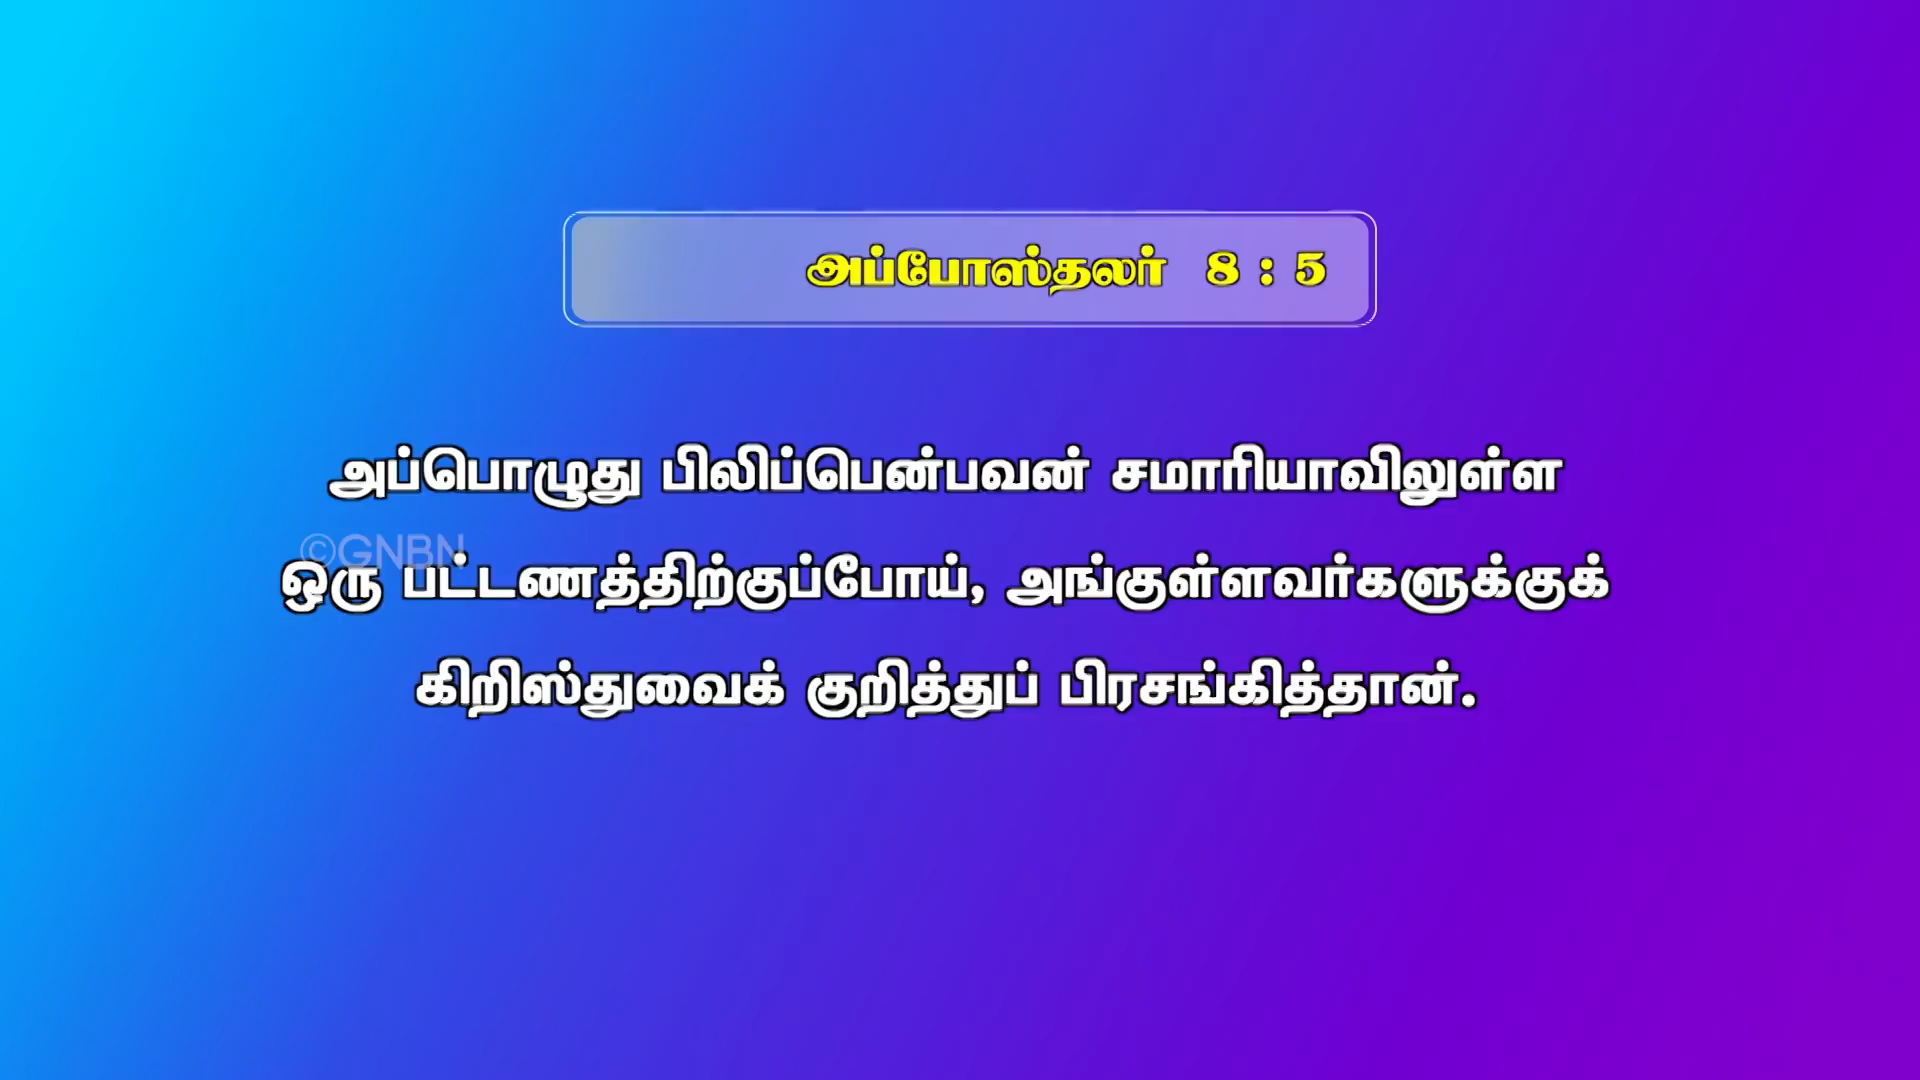 அப்போஸ்தலர் 8 : 5
அப்பொழுது பிலிப்பென்பவன் சமாரியாவிலுள்ள
©GNBN
ஒரு பட்டணத்திற்குப்போய், அங்குள்ளவர்களுக்குக்
கிறிஸ்துவைக் குறித்துப் பிரசங்கித்தான்.